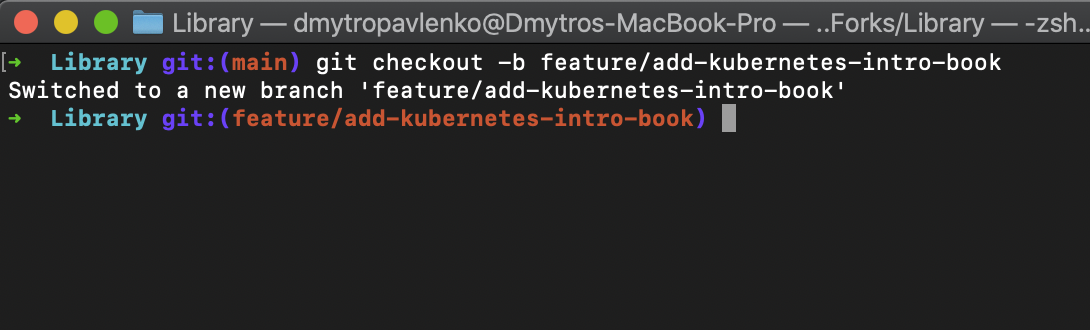 Library — dmytropavlenko@Dmytros-MacBook-Pro — ..Forks/Library — -zsh...
[➜  Library git:(main) git checkout -b feature/add-kubernetes-intro-book
Switched to a new branch 'feature/add-kubernetes-intro-book'
➜  Library git:(feature/add-kubernetes-intro-book)